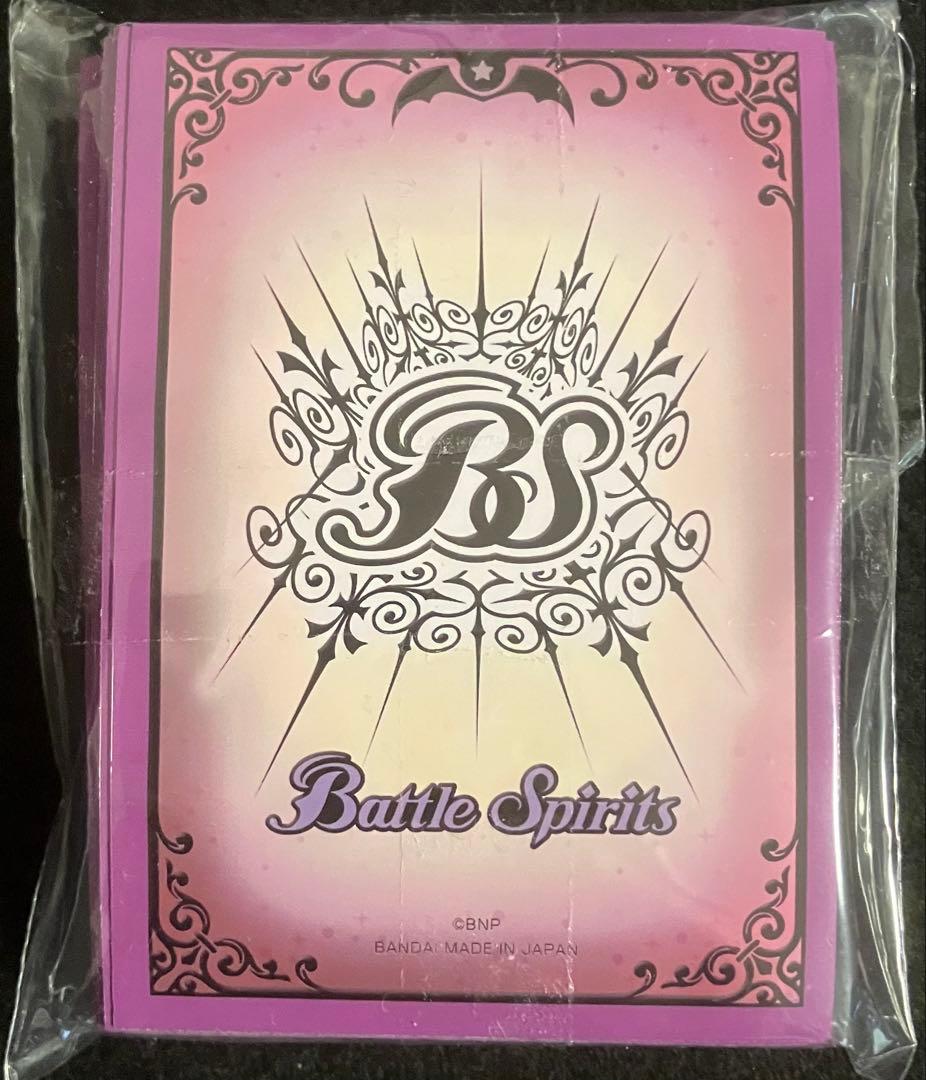 BS
Battle Spirits
©BNP
BANDAI MADE IN JAPAN